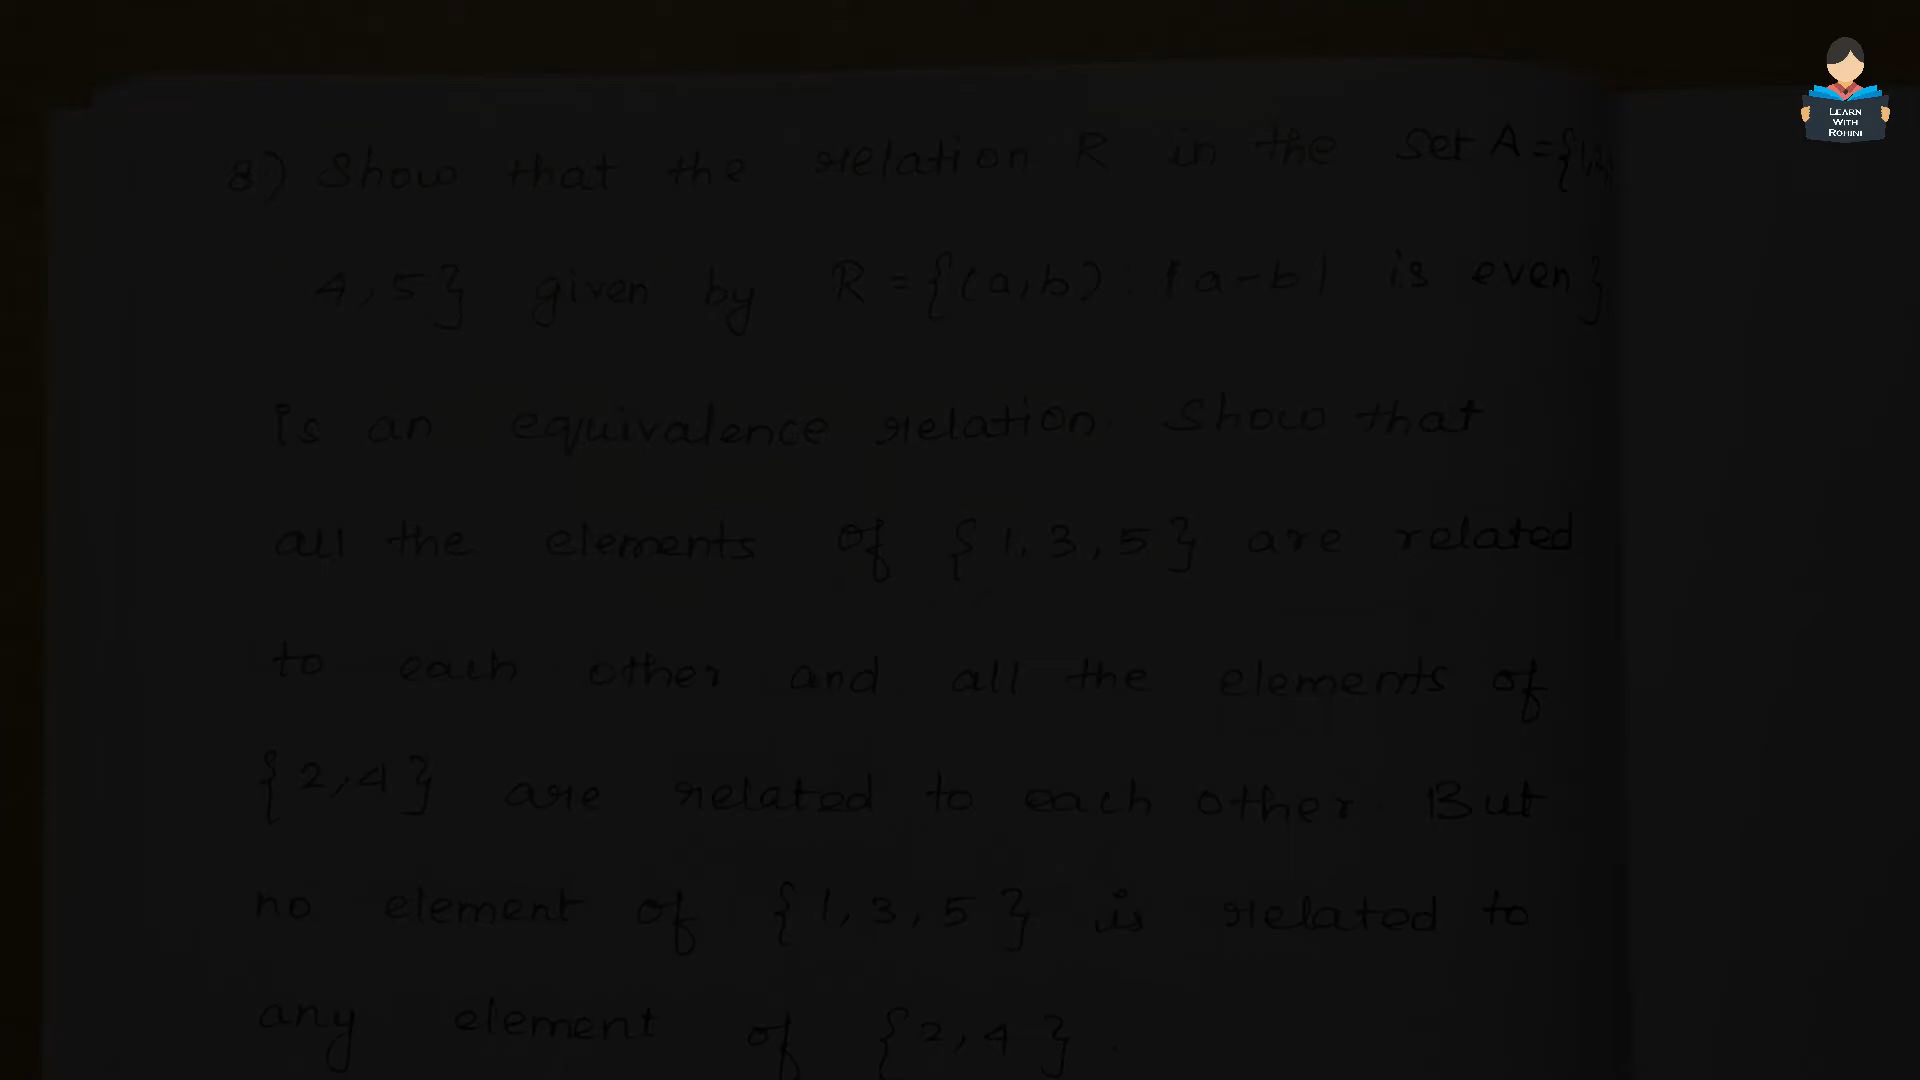 LEARN
WITH
ROHINI
8) Show that the relation R in the set A={1,2,
4,5} given by R={(a,b): |a-b| is even}
is an equivalence relation. Show that
all the elements of {1,3,5} are related
to each other and all the elements of
{2,4} are related to each other. But
no element of {1,3,5} is related to
any element of {2,4}.